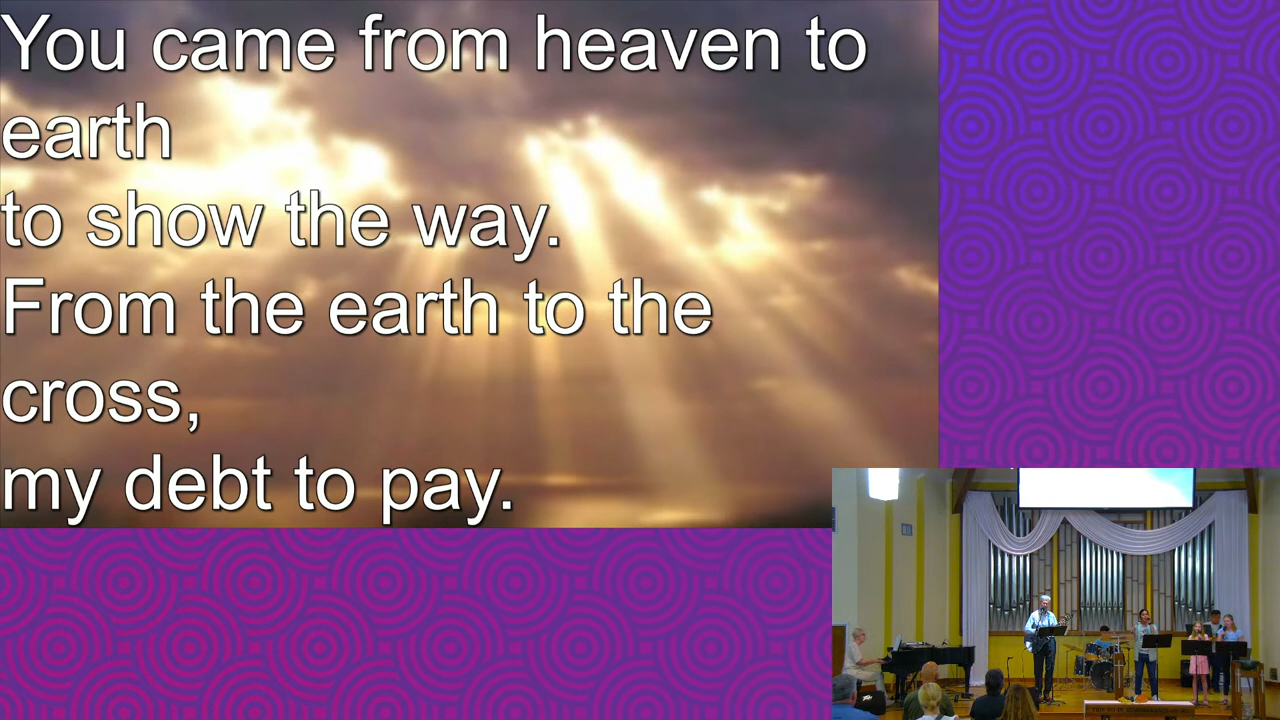 You came from heaven to
earth
to show the way.
From the earth to the
cross,
my debt to pay.